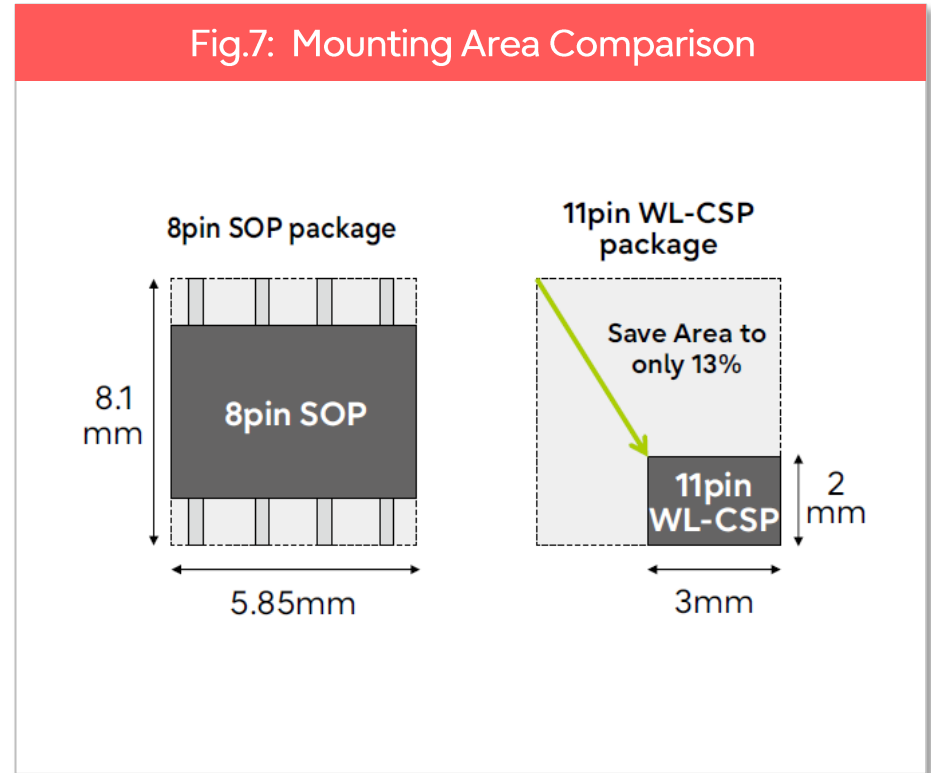 Fig.7: Mounting Area Comparison
8pin SOP package
8.1
mm
8pin SOP
5.85mm
11pin WL-CSP
package
Save Area to
only 13%
11pin
WL-CSP
2
mm
3mm